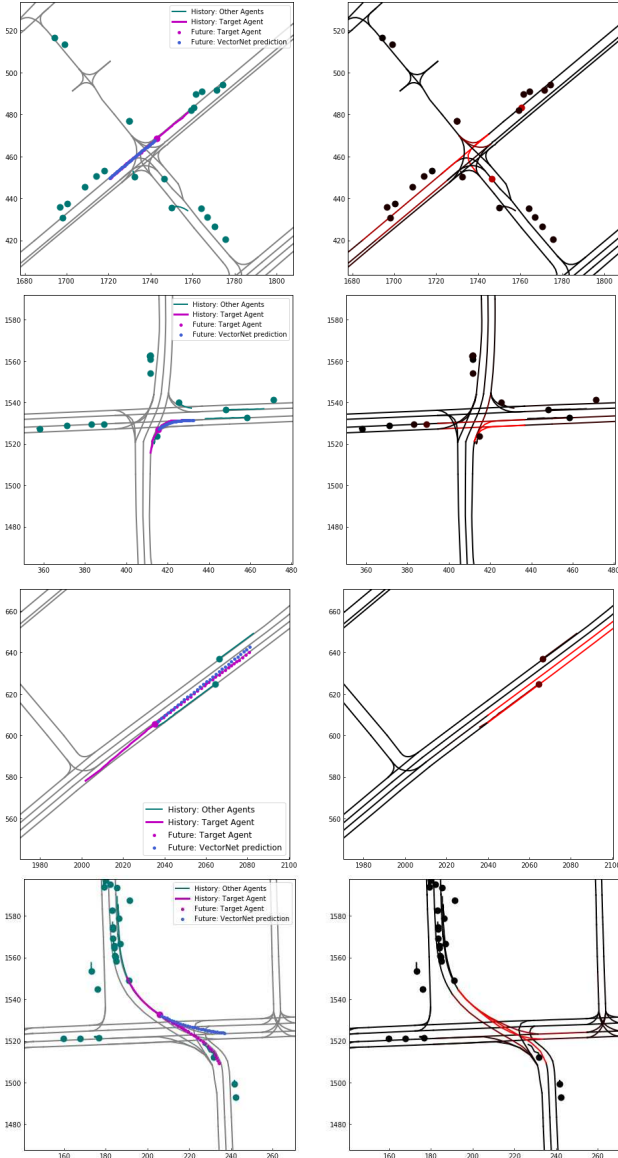 History: Other Agents
History: Target Agent
Future: Target Agent
Future: VectorNet prediction
520
500
480
460
440
420
1680 1700 1720 1740 1760 1780 1800
520
500
480
460
440
420
1680 1700 1720 1740 1760 1780 1800
History: Other Agents
History: Target Agent
Future: Target Agent
Future: VectorNet prediction
1580
1560
1540
1520
1500
1480
360 380 400 420 440 460 480
1580
1560
1540
1520
1500
1480
360 380 400 420 440 460 480
660
640
620
600
580
560
History: Other Agents
History: Target Agent
Future: Target Agent
Future: VectorNet prediction
1980 2000 2020 2040 2060 2080 2100
660
640
620
600
580
560
1980 2000 2020 2040 2060 2080 2100
History: Other Agents
History: Target Agent
Future: Target Agent
Future: VectorNet prediction
1580
1560
1540
1520
1500
1480
160 180 200 220 240 260
1580
1560
1540
1520
1500
1480
160 180 200 220 240 260